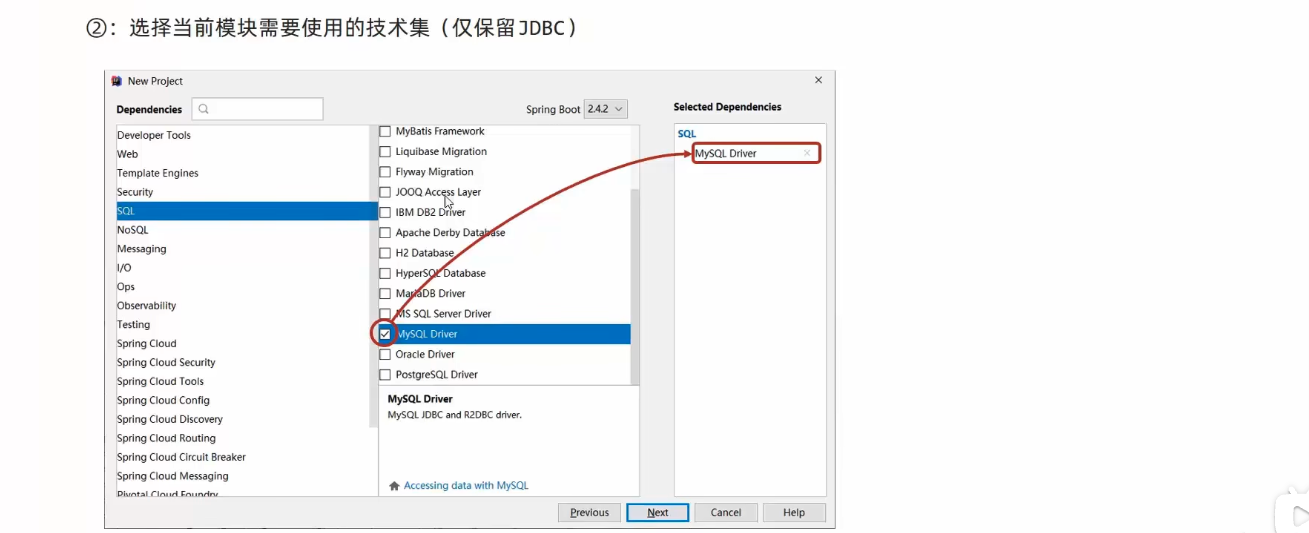 ②：选择当前模块需要使用的技术集（仅保留JDBC）
New Project
Dependencies
Spring Boot 2.4.2
Selected Dependencies
Developer Tools
Web
Template Engines
Security
SQL
NoSQL
Messaging
I/O
Ops
Observability
Testing
Spring Cloud
Spring Cloud Security
Spring Cloud Tools
Spring Cloud Config
Spring Cloud Discovery
Spring Cloud Routing
Spring Cloud Circuit Breaker
Spring Cloud Messaging
Pivotal Cloud Foundry
MyBatis Framework
Liquibase Migration
Flyway Migration
JOOQ Access Layer
IBM DB2 Driver
Apache Derby Database
H2 Database
HyperSQL Database
MariaDB Driver
MS SQL Server Driver
MySQL Driver
Oracle Driver
PostgreSQL Driver
MySQL Driver
MySQL JDBC and R2DBC driver.
Accessing data with MySQL
SQL
MySQL Driver
Previous
Next
Cancel
Help